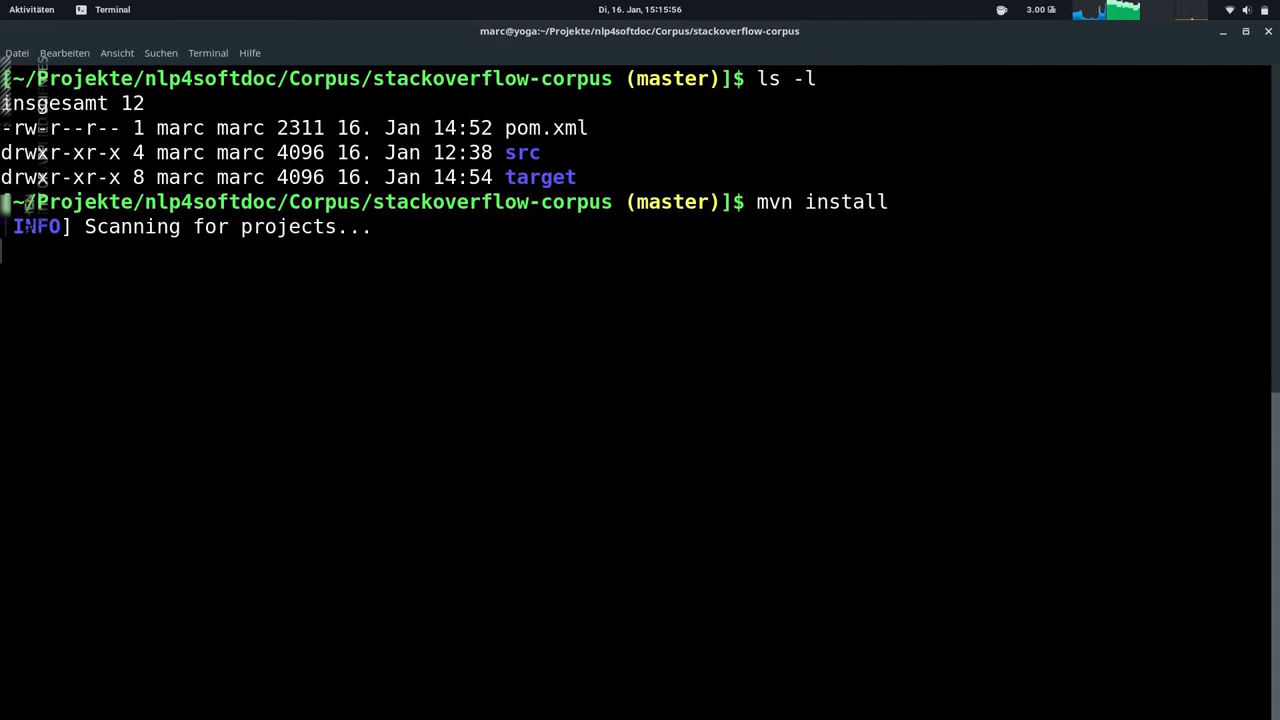 Aktivitäten Terminal Di, 16. Jan, 15:15:56 3.00
marc@yoga:~/Projekte/nlp4softdoc/Corpus/stackoverflow-corpus
Datei Bearbeiten Ansicht Suchen Terminal Hilfe
[~/Projekte/nlp4softdoc/Corpus/stackoverflow-corpus (master)]$ ls -l
insgesamt 12
-rw-r--r-- 1 marc marc 2311 16. Jan 14:52 pom.xml
drwxr-xr-x 4 marc marc 4096 16. Jan 12:38 src
drwxr-xr-x 8 marc marc 4096 16. Jan 14:54 target
[~/Projekte/nlp4softdoc/Corpus/stackoverflow-corpus (master)]$ mvn install
[INFO] Scanning for projects...